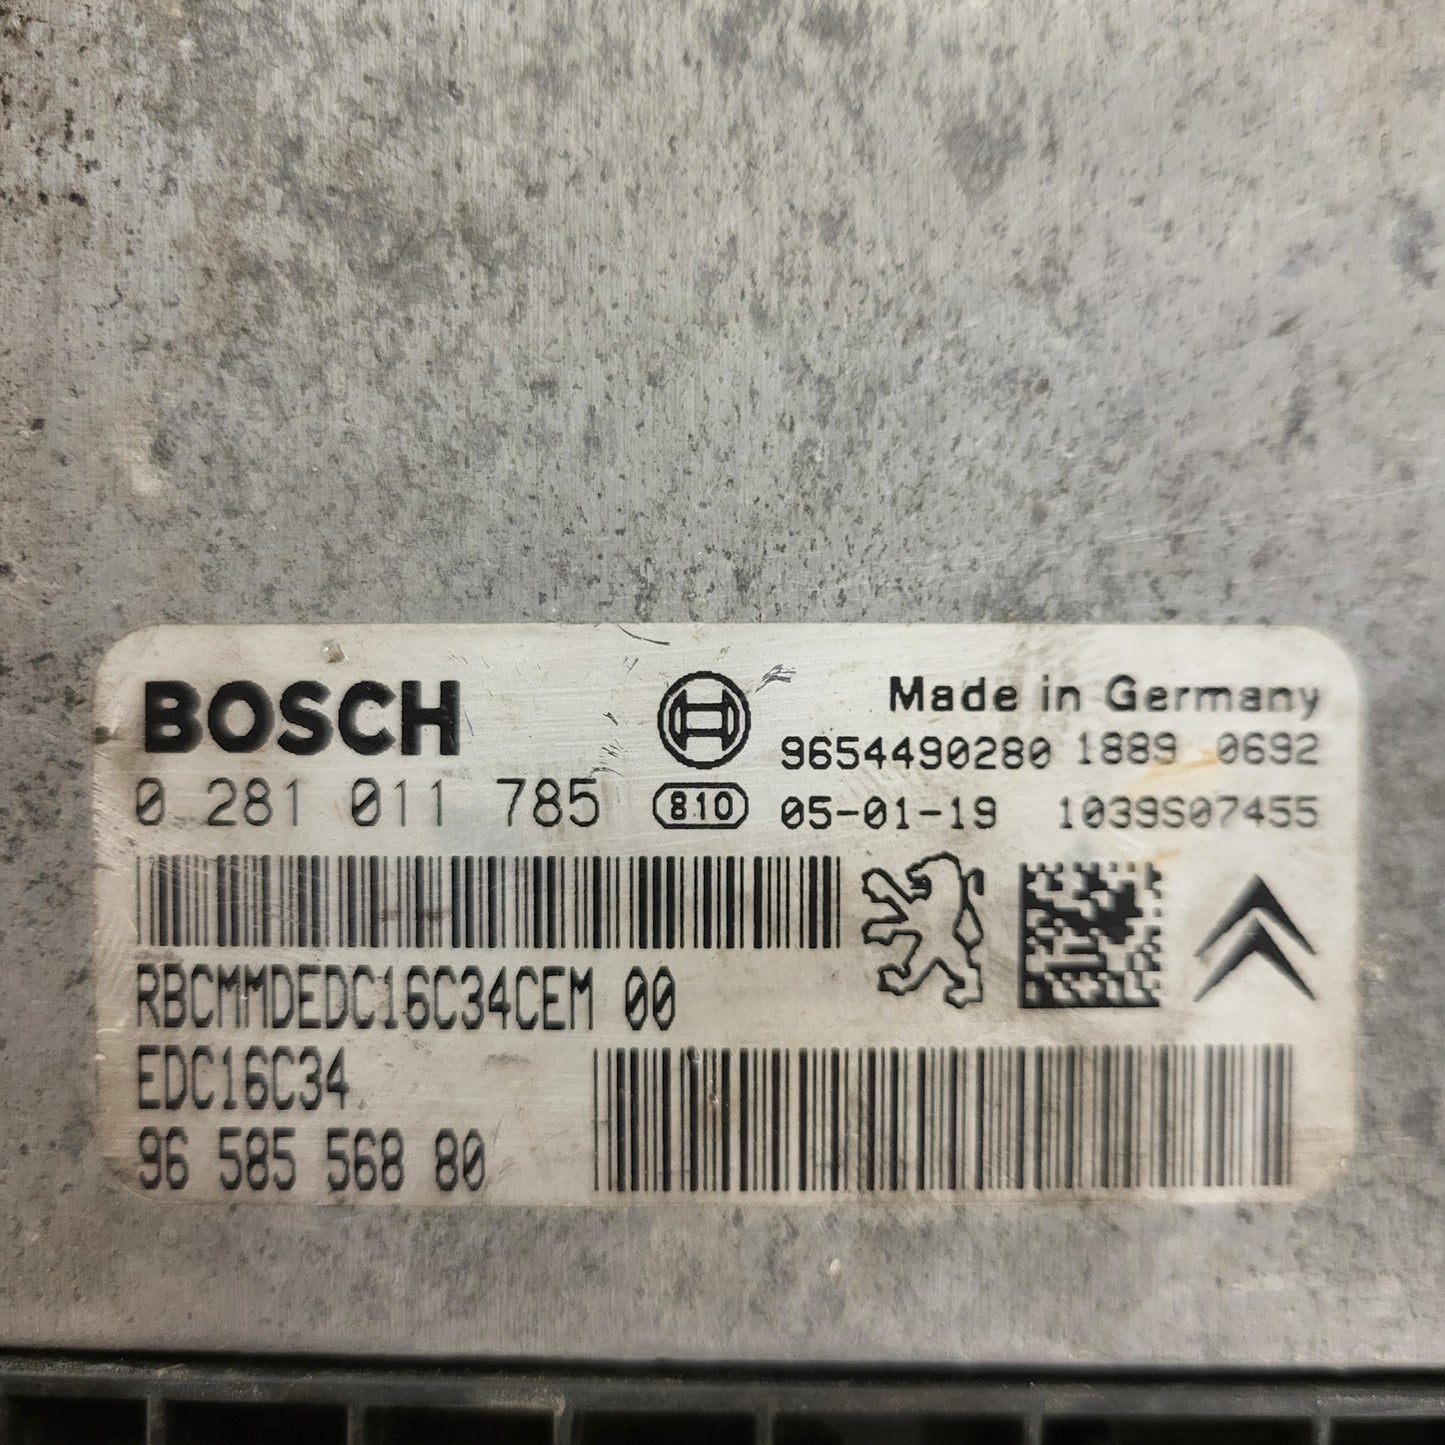 BOSCH
Made in Germany
9654490280 1889 0692
0 281 011 785
810
05-01-19 1039S07455
RBCMMDEDC16C34CEM 00
EDC16C34
96 585 568 80